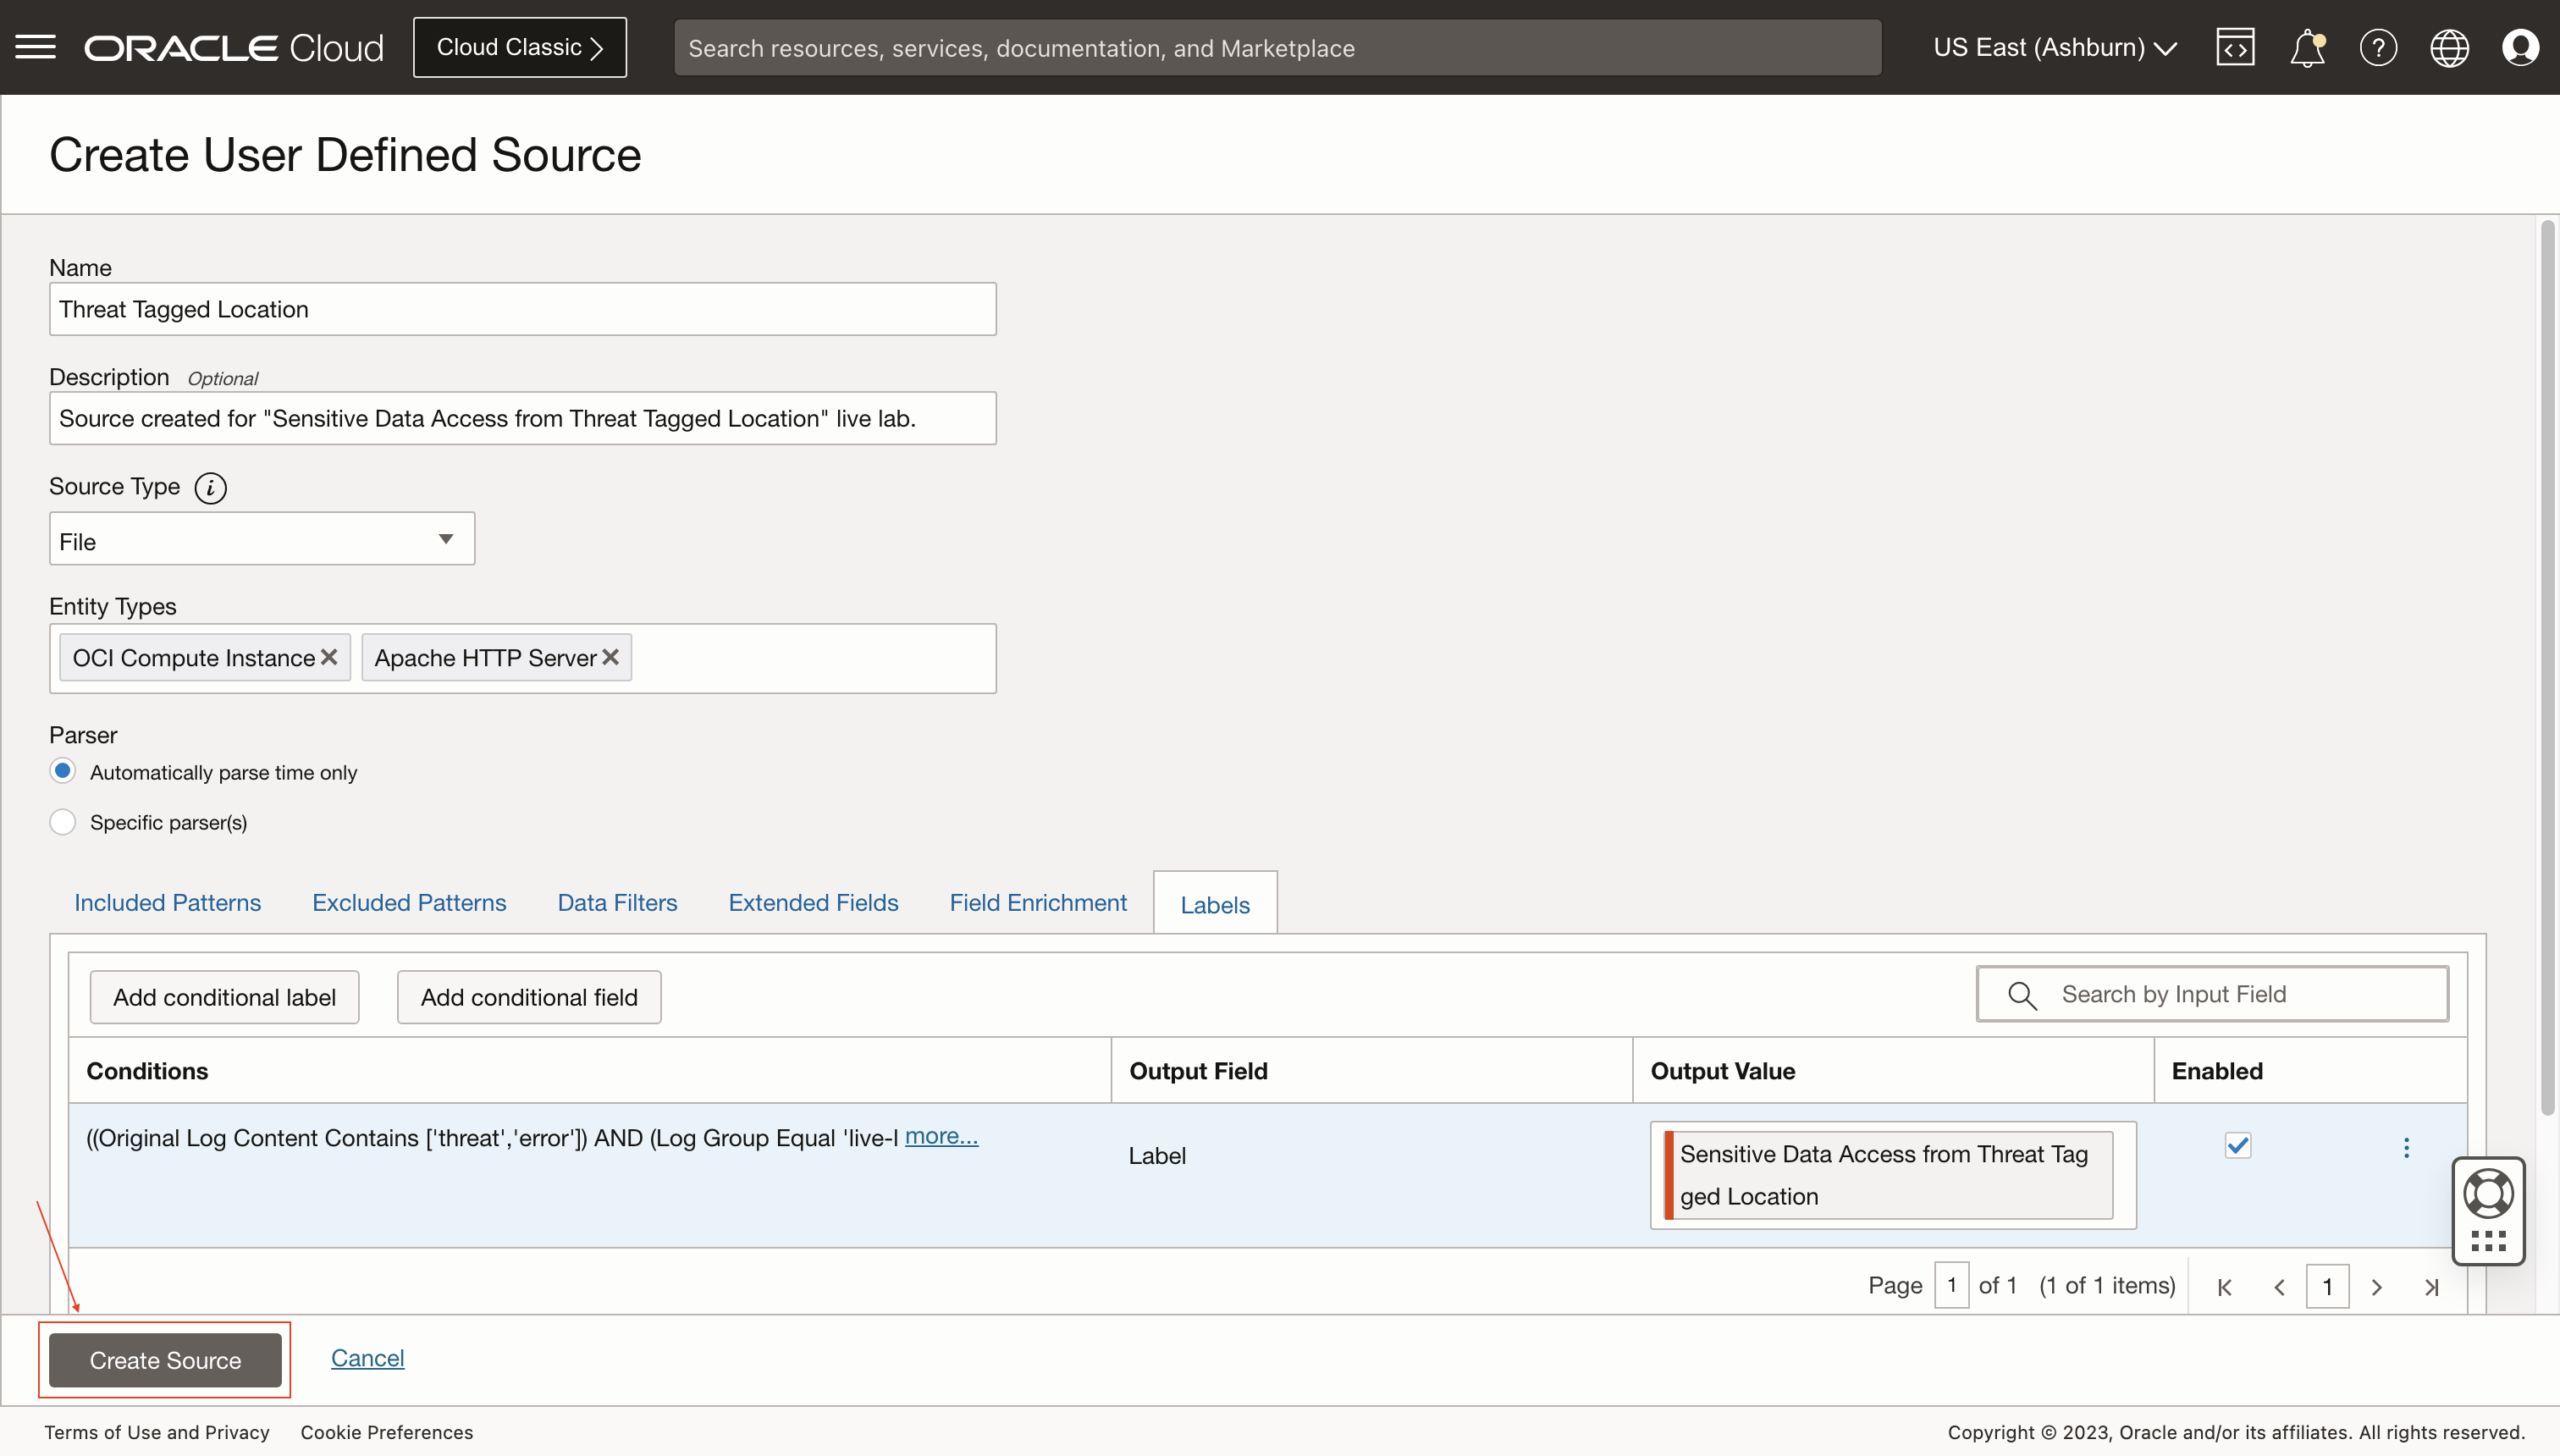 ORACLE Cloud
Cloud Classic
Search resources, services, documentation, and Marketplace
US East (Ashburn)
Create User Defined Source
Name
Threat Tagged Location
Description Optional
Source created for "Sensitive Data Access from Threat Tagged Location" live lab.
Source Type i
File
Entity Types
OCI Compute Instance Apache HTTP Server
Parser
Automatically parse time only
Specific parser(s)
Included Patterns Excluded Patterns Data Filters Extended Fields Field Enrichment Labels
Add conditional label Add conditional field Search by Input Field
Conditions Output Field Output Value Enabled
((Original Log Content Contains ['threat','error']) AND (Log Group Equal 'live-l more...
Label
Sensitive Data Access from Threat Tag
ged Location
Page 1 of 1 (1 of 1 items) 1
Create Source Cancel
Terms of Use and Privacy Cookie Preferences
Copyright © 2023, Oracle and/or its affiliates. All rights reserved.